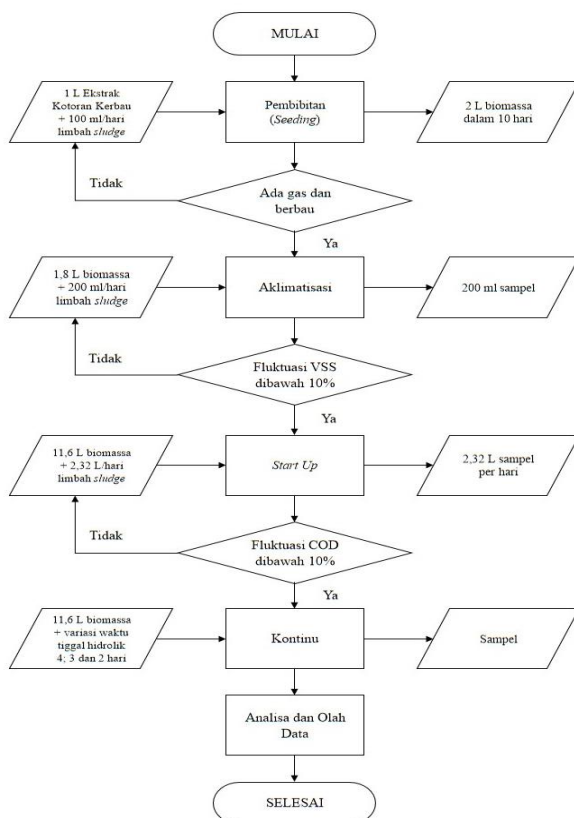 MULAI
1 L Ekstrak
Kotoran Kerbau
+ 100 ml/hari
limbah sludge
Pembibitan
(Seeding)
2 L biomassa
dalam 10 hari
Tidak
Ada gas dan
berbau
Ya
1,8 L biomassa
+ 200 ml/hari
limbah sludge
Aklimatisasi
200 ml sampel
Tidak
Fluktuasi VSS
dibawah 10%
Ya
11,6 L biomassa
+ 2,32 L/hari
limbah sludge
Start Up
2,32 L sampel
per hari
Tidak
Fluktuasi COD
dibawah 10%
Ya
11,6 L biomassa
+ variasi waktu
tiggal hidrolik
4; 3 dan 2 hari
Kontinu
Sampel
Analisa dan Olah
Data
SELESAI